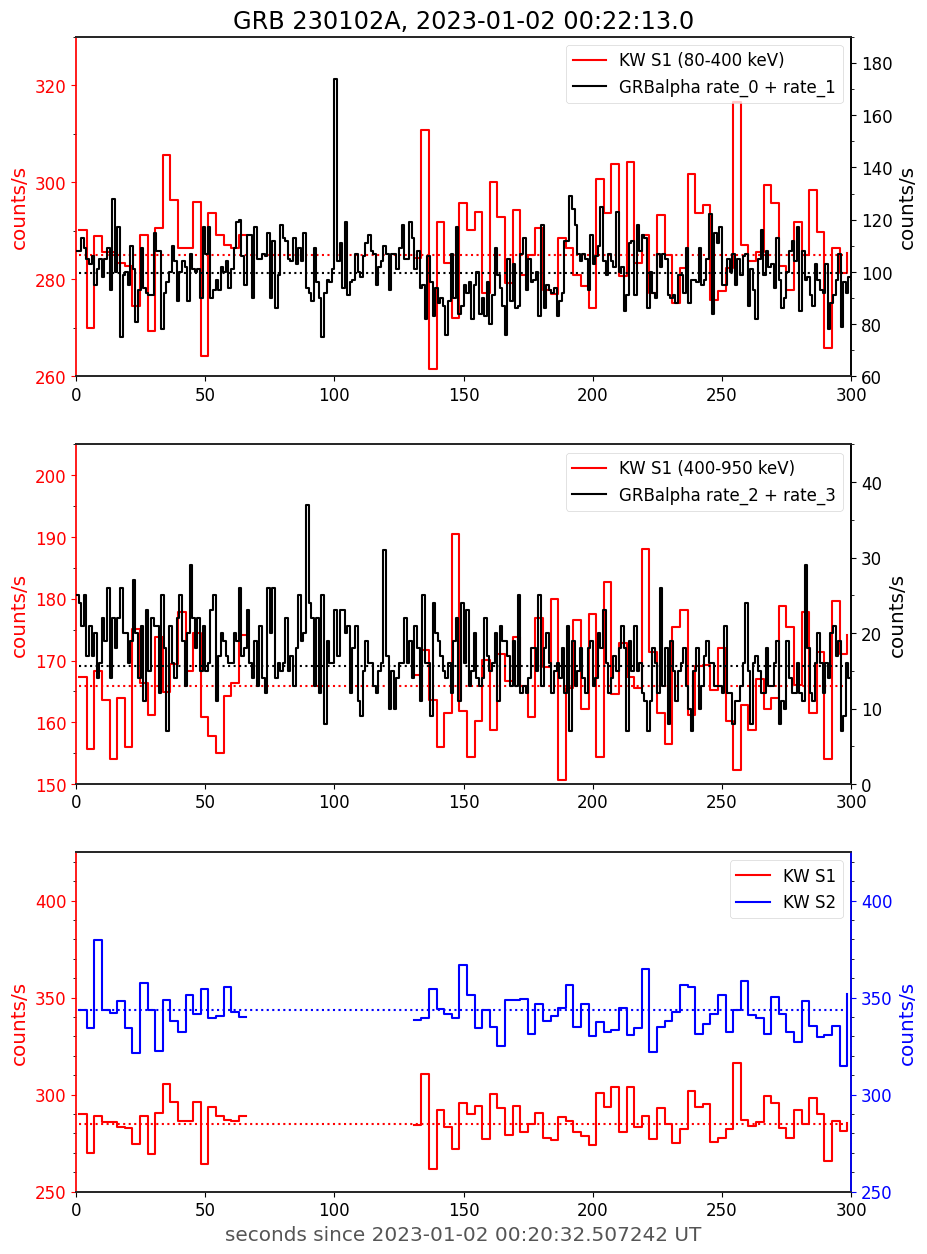 GRB 230102A, 2023-01-02 00:22:13.0
KW S1 (80-400 keV)
GRBalpha rate_0 + rate_1
counts/s
counts/s
320
300
280
260
180
160
140
120
100
80
60
0 50 100 150 200 250 300
KW S1 (400-950 keV)
GRBalpha rate_2 + rate_3
counts/s
counts/s
200
190
180
170
160
150
40
30
20
10
0
0 50 100 150 200 250 300
KW S1
KW S2
counts/s
counts/s
400
350
300
250
400
350
300
250
0 50 100 150 200 250 300
seconds since 2023-01-02 00:20:32.507242 UT